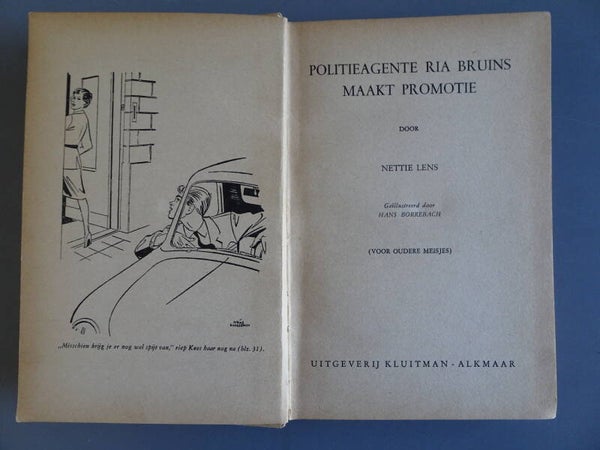 „Misschien krijg je er nog wel spijt van,” riep Kaos haar nog na (blz. 31).
POLITIEAGENTE RIA BRUINS
MAAKT PROMOTIE
DOOR
NETTIE LENS
Geïllustreerd door
HANS BORREBACH
(VOOR OUDERE MEISJES)
UITGEVERIJ KLUITMAN - ALKMAAR